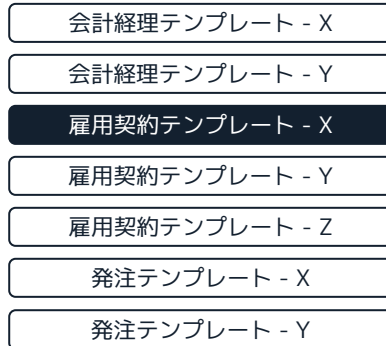 会計経理テンプレート - X
会計経理テンプレート - Y
雇用契約テンプレート - X
雇用契約テンプレート - Y
雇用契約テンプレート - Z
発注テンプレート - X
発注テンプレート - Y